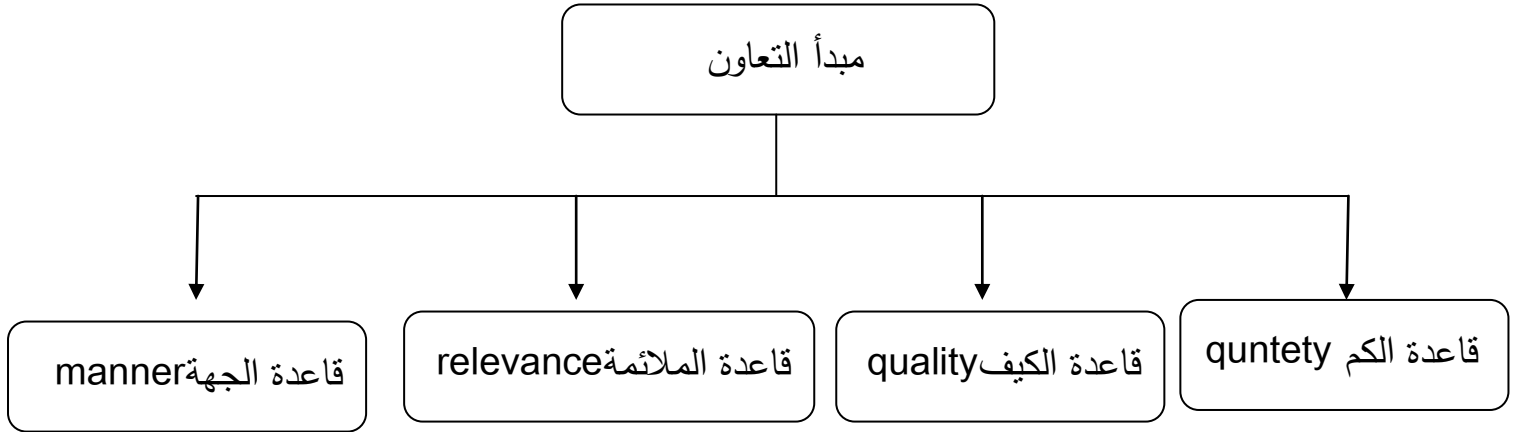 مبدأ التعاون
قاعدة الكم quntety
قاعدة الكيفquality
قاعدة الملائمةrelevance
قاعدة الجهةmanner